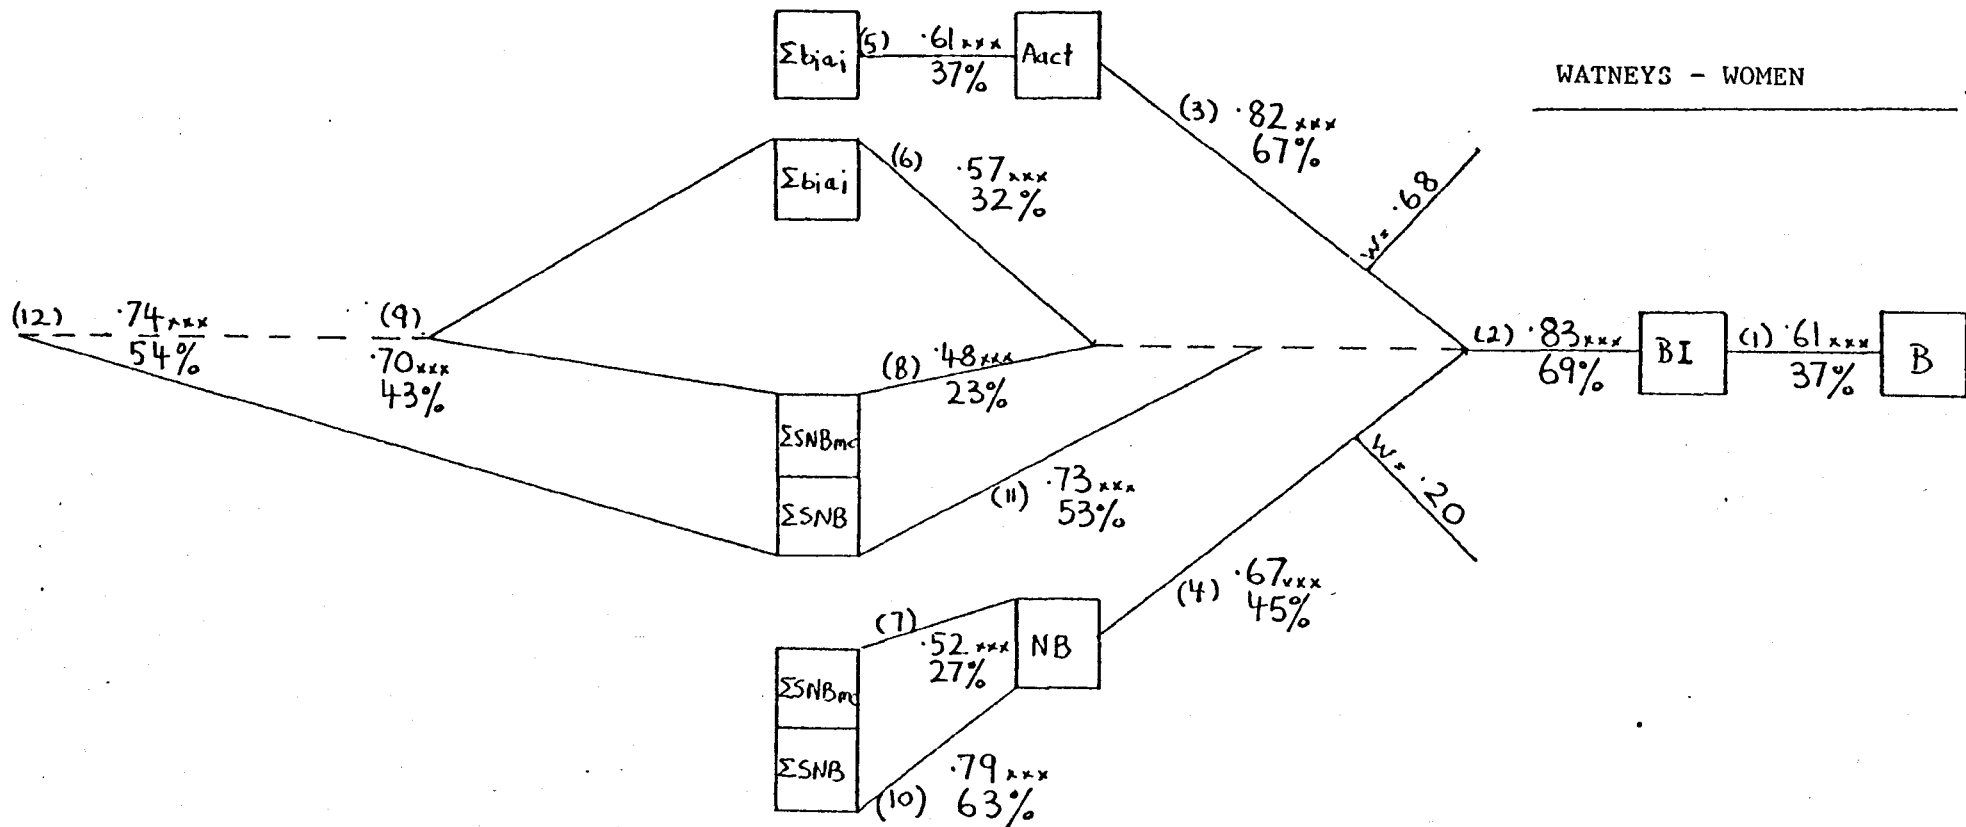 Σbiai
(5) ·61xxx
37%
Aact
WATNEYS - WOMEN
(3) ·82xxx
67%
Σbiai
(6) ·57xxx
32%
W= ·68
(12) ·74xxx
54%
(9)
·70xxx
43%
(8) ·48xxx
23%
(2) ·83xxx
69%
BI
(1) ·61xxx
37%
B
ΣSNBmc
ΣSNB
(11) ·73xxx
53%
W= ·20
(4) ·67xxx
45%
(7)
·52xxx
27%
NB
ΣSNBmc
ΣSNB
(10) ·79xxx
63%